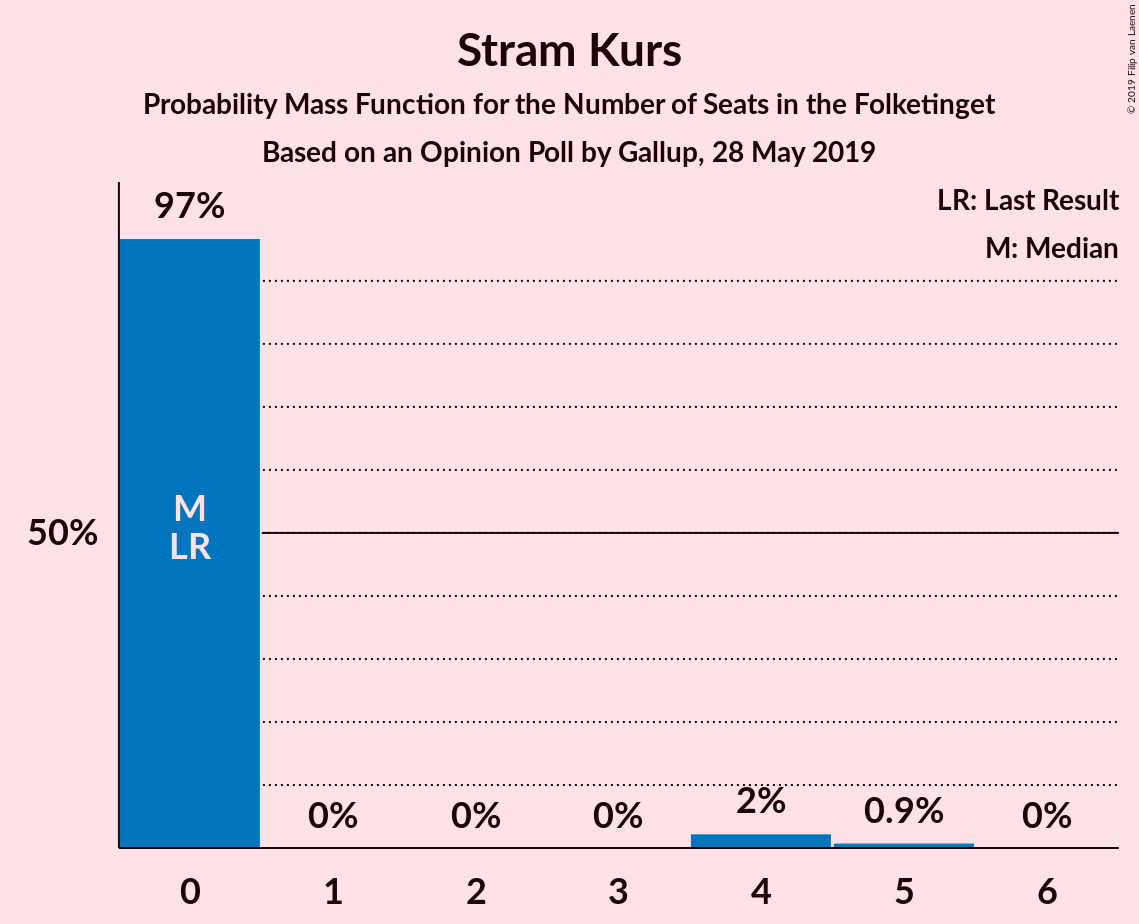 Stram Kurs
Probability Mass Function for the Number of Seats in the Folketinget
Based on an Opinion Poll by Gallup, 28 May 2019
© 2019 Filip van Laenen
LR: Last Result
M: Median
97%
50%
M
LR
0%
0%
0%
2%
0.9%
0%
0
1
2
3
4
5
6